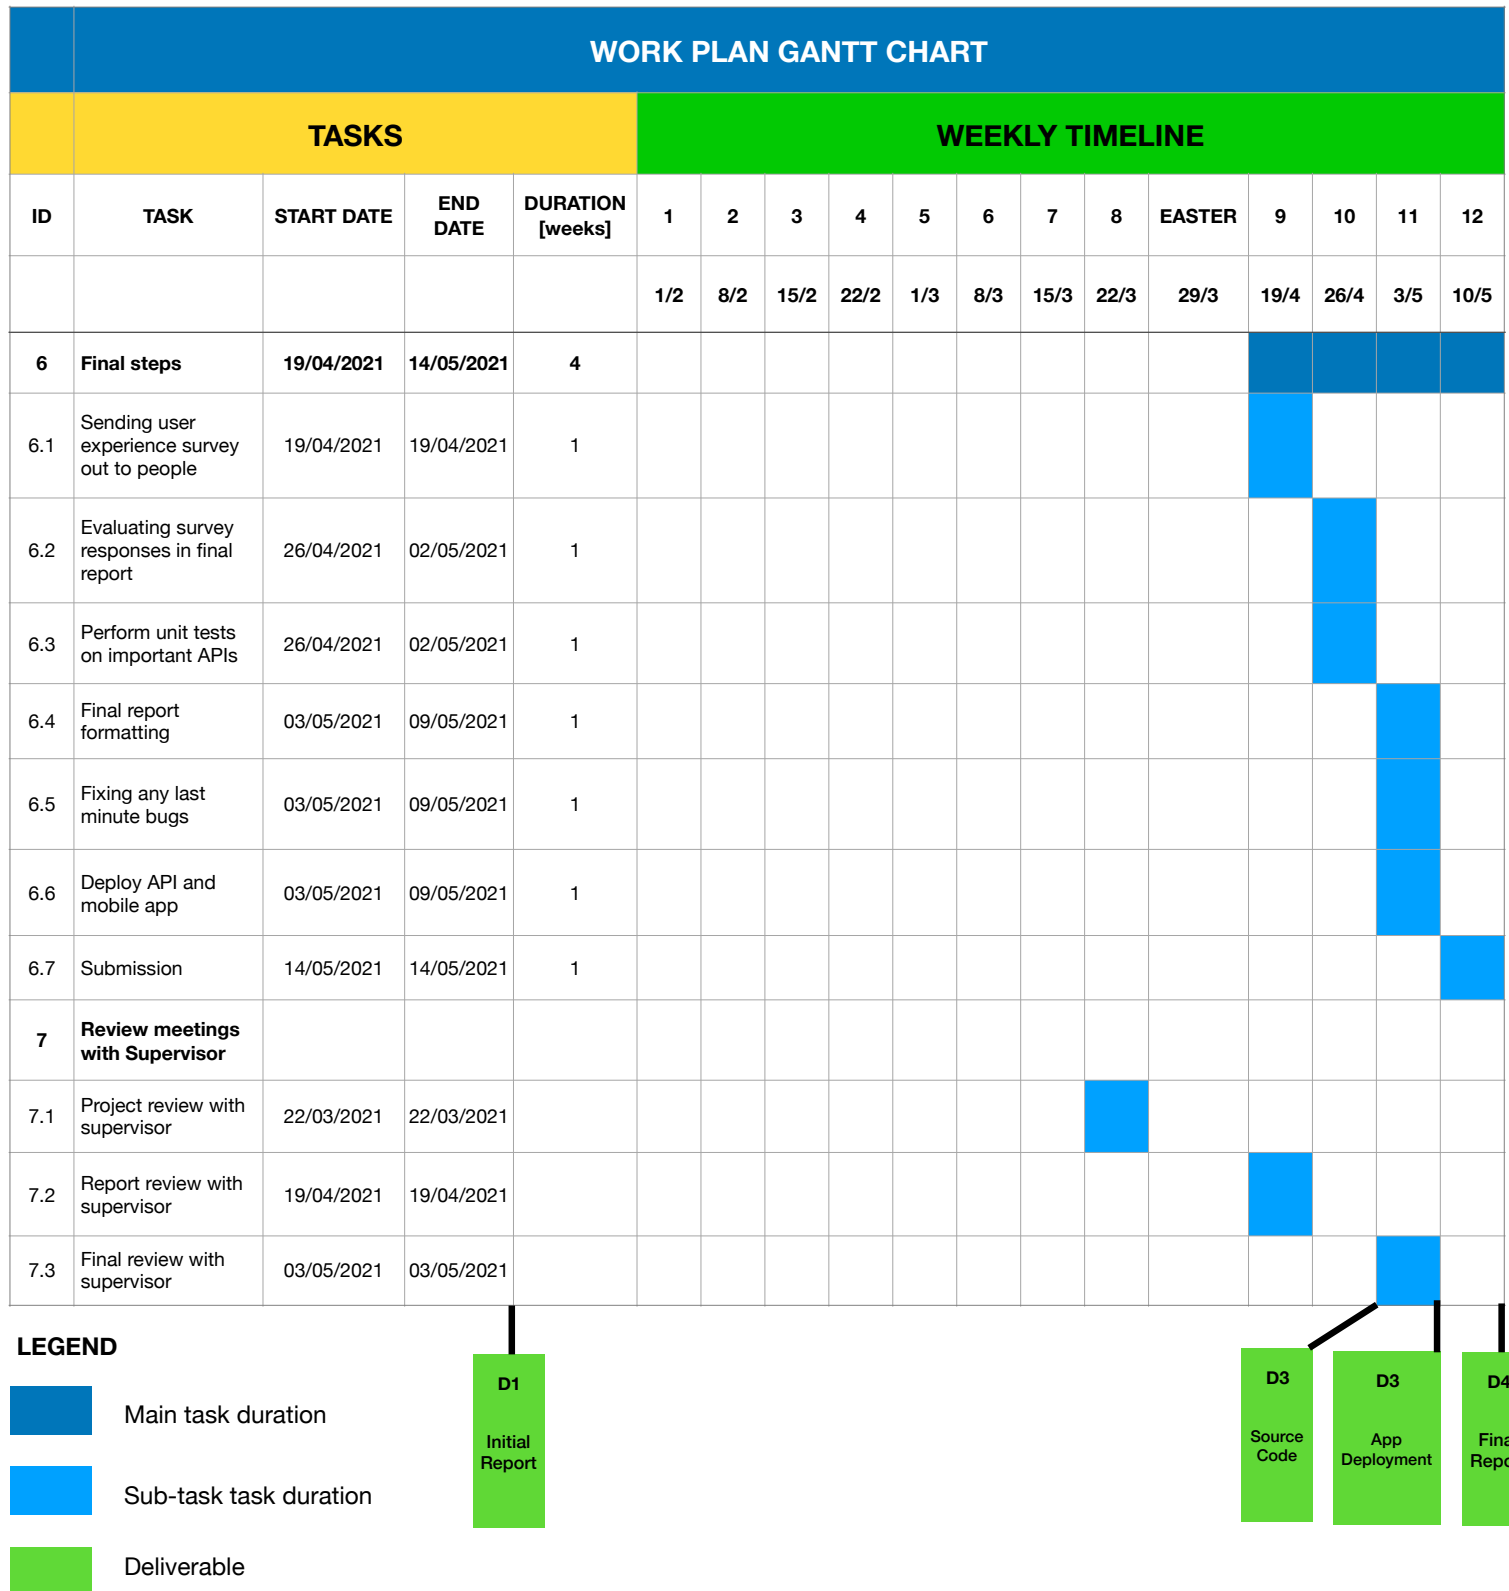 WORK PLAN GANTT CHART
TASKS WEEKLY TIMELINE
ID TASK START DATE END DATE DURATION [weeks] 1 2 3 4 5 6 7 8 EASTER 9 10 11 12
1/2 8/2 15/2 22/2 1/3 8/3 15/3 22/3 29/3 19/4 26/4 3/5 10/5
6 Final steps 19/04/2021 14/05/2021 4
6.1 Sending user experience survey out to people 19/04/2021 19/04/2021 1
6.2 Evaluating survey responses in final report 26/04/2021 02/05/2021 1
6.3 Perform unit tests on important APIs 26/04/2021 02/05/2021 1
6.4 Final report formatting 03/05/2021 09/05/2021 1
6.5 Fixing any last minute bugs 03/05/2021 09/05/2021 1
6.6 Deploy API and mobile app 03/05/2021 09/05/2021 1
6.7 Submission 14/05/2021 14/05/2021 1
7 Review meetings with Supervisor
7.1 Project review with supervisor 22/03/2021 22/03/2021
7.2 Report review with supervisor 19/04/2021 19/04/2021
7.3 Final review with supervisor 03/05/2021 03/05/2021
LEGEND
Main task duration
Sub-task task duration
Deliverable
D1
Initial
Report
D3
Source
Code
D3
App
Deployment
D4